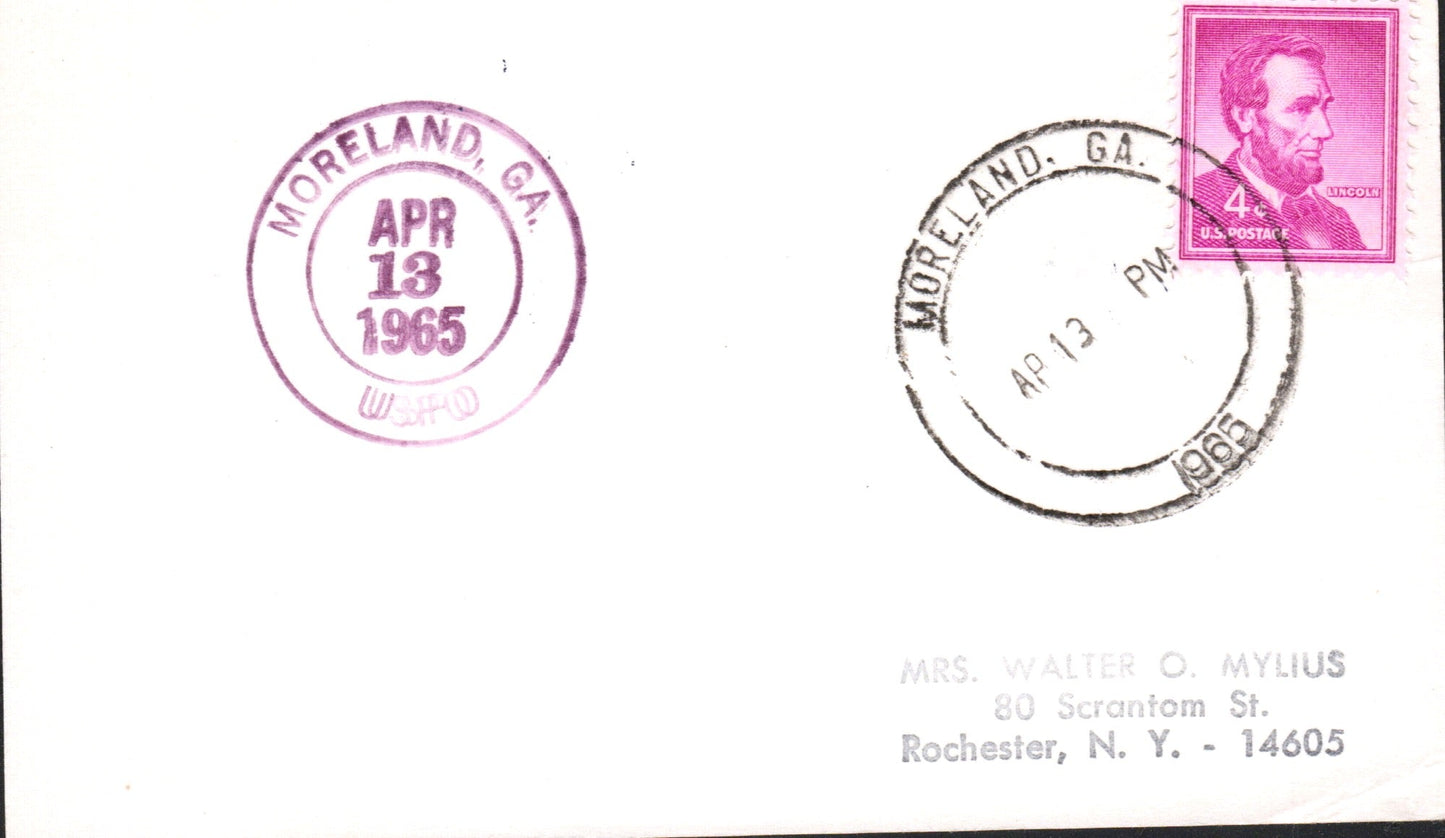 MORELAND, GA.
APR
13
1965
USPO
MORELAND, GA.
AP 13 PM
1965
4¢
LINCOLN
U.S. POSTAGE
MRS. WALTER O. MYLIUS
80 Scrantom St.
Rochester, N. Y. - 14605